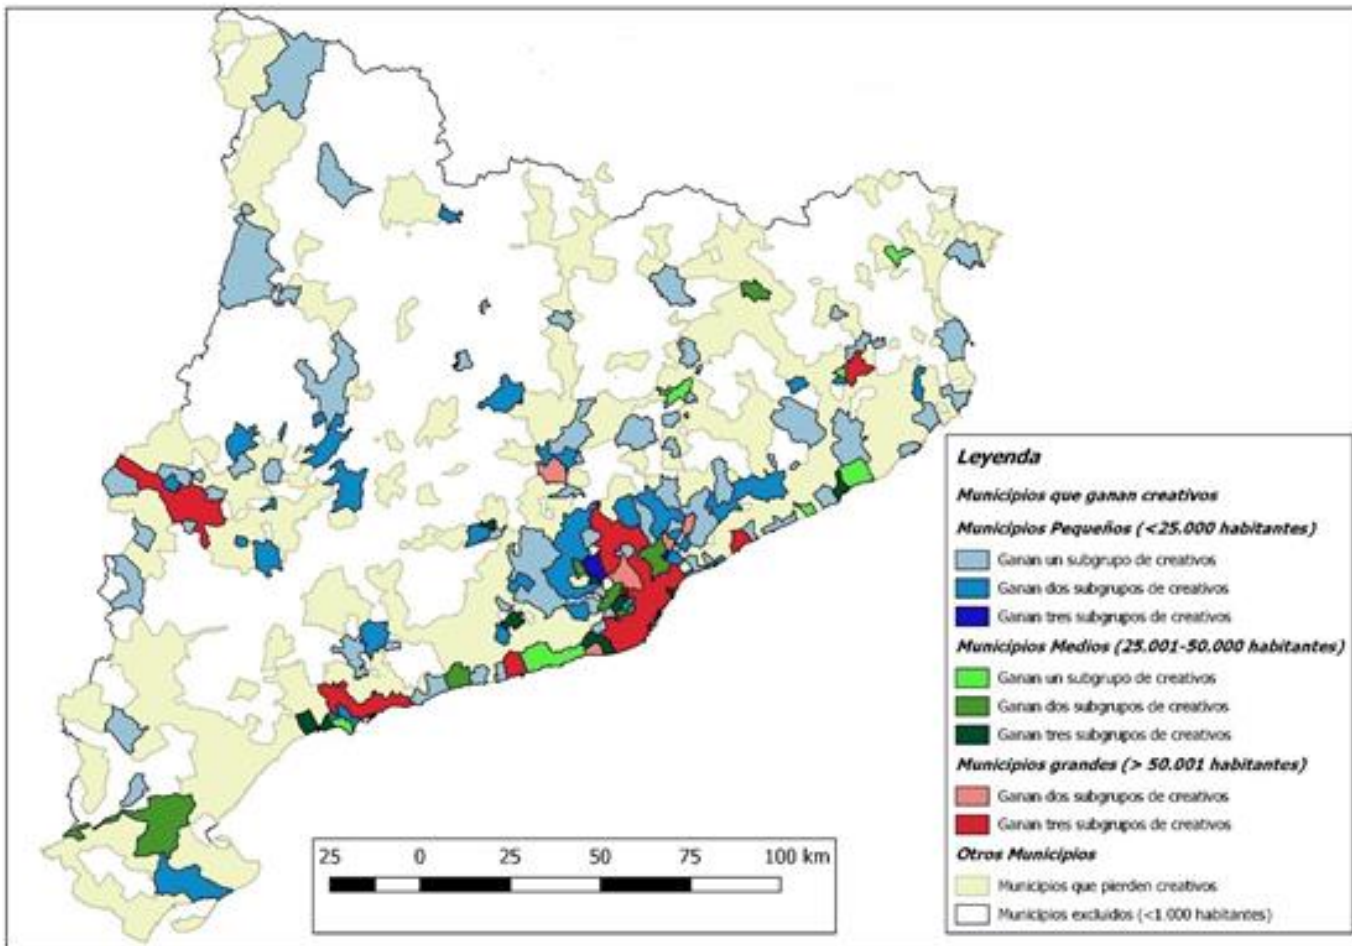 Leyenda
Municipios que ganan creativos
Municipios Pequeños (<25.000 habitantes)
Ganan un subgrupo de creativos
Ganan dos subgrupos de creativos
Ganan tres subgrupos de creativos
Municipios Medios (25.001-50.000 habitantes)
Ganan un subgrupo de creativos
Ganan dos subgrupos de creativos
Ganan tres subgrupos de creativos
Municipios grandes (> 50.001 habitantes)
Ganan dos subgrupos de creativos
Ganan tres subgrupos de creativos
Otros Municipios
Municipios que pierden creativos
Municipios excluidos (<1.000 habitantes)
25 0 25 50 75 100 km